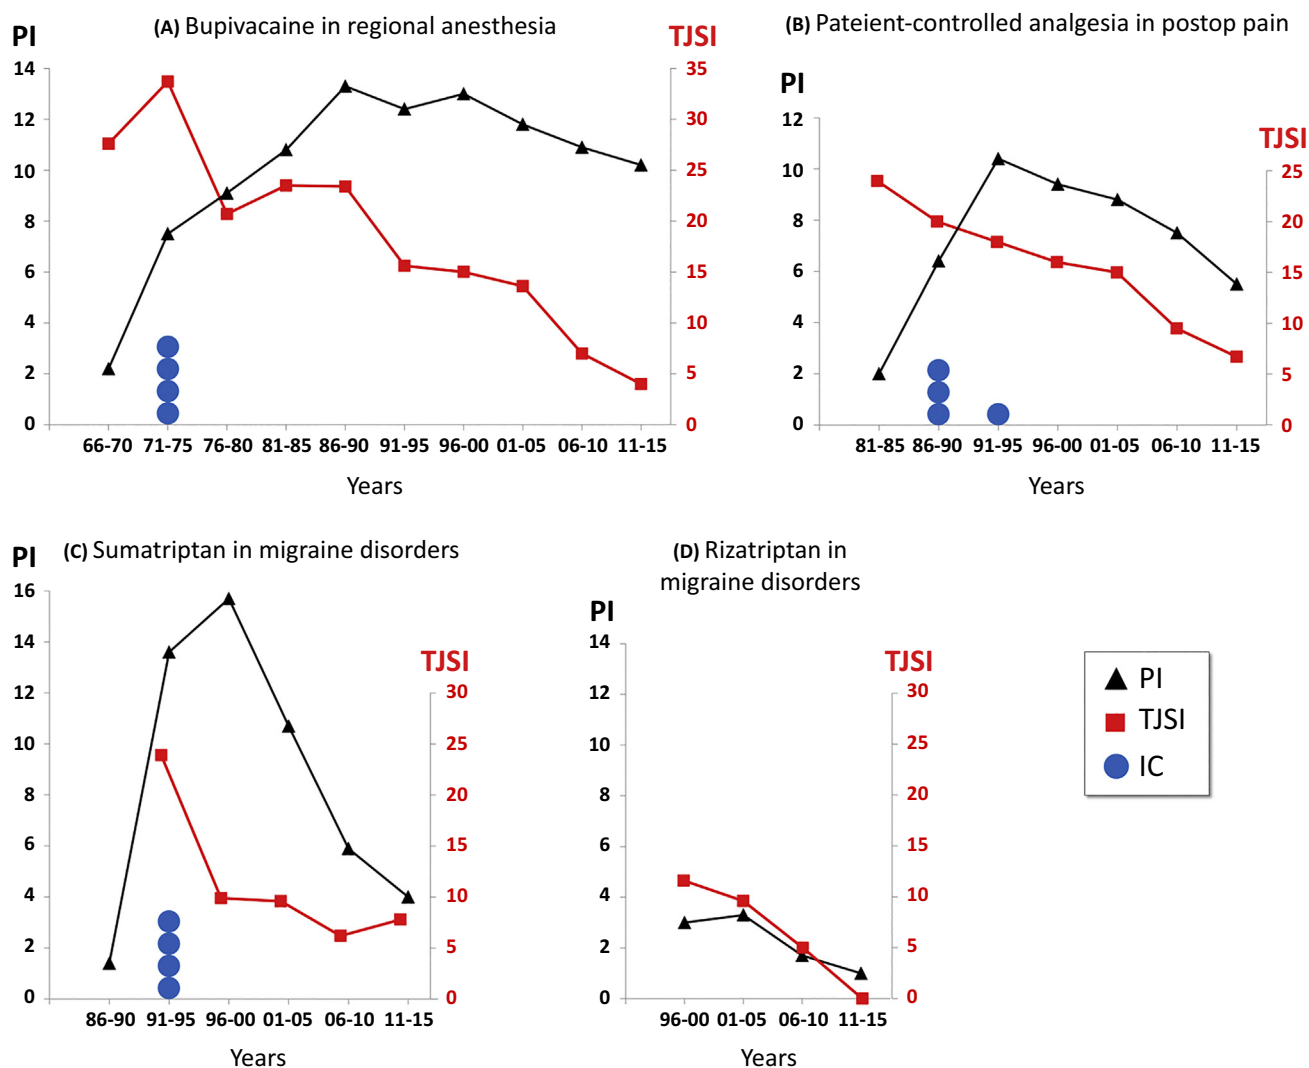 (A) Bupivacaine in regional anesthesia
PI
TJSI
14
12
10
8
6
4
2
0
35
30
25
20
15
10
5
0
66-70 71-75 76-80 81-85 86-90 91-95 96-00 01-05 06-10 11-15
Years
(B) Pateient-controlled analgesia in postop pain
PI
TJSI
12
10
8
6
4
2
0
25
20
15
10
5
0
81-85 86-90 91-95 96-00 01-05 06-10 11-15
Years
(C) Sumatriptan in migraine disorders
PI
TJSI
16
14
12
10
8
6
4
2
0
30
25
20
15
10
5
0
86-90 91-95 96-00 01-05 06-10 11-15
Years
(D) Rizatriptan in
migraine disorders
PI
TJSI
14
12
10
8
6
4
2
0
30
25
20
15
10
5
0
96-00 01-05 06-10 11-15
Years
PI
TJSI
IC